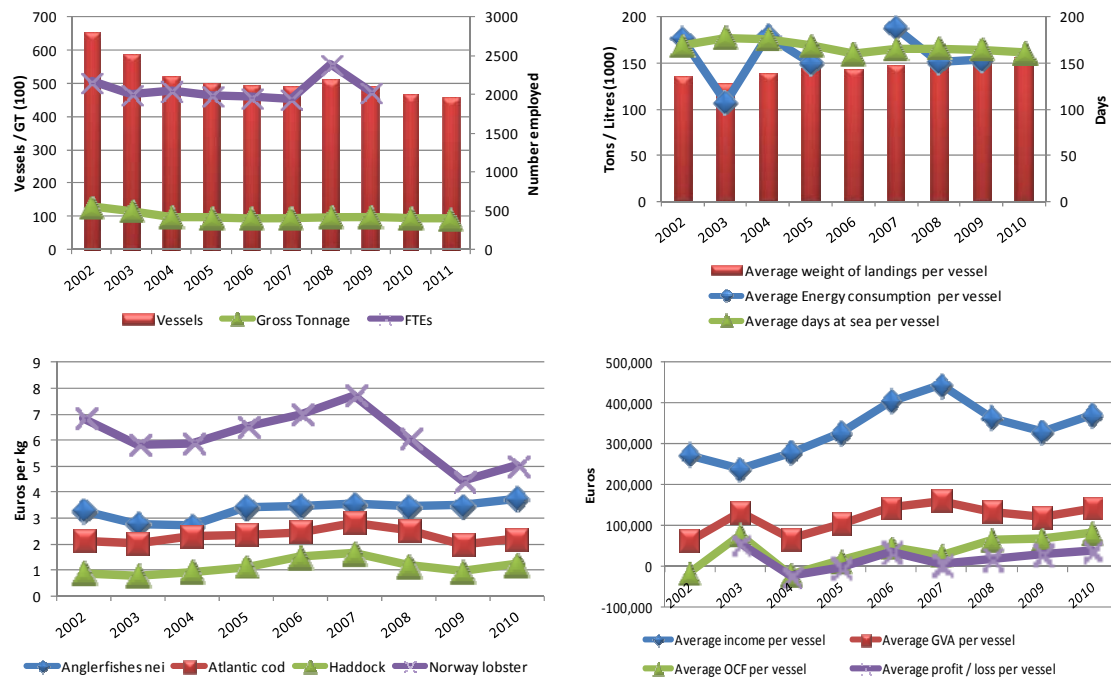 700
600
500
400
300
200
100
0
Vessels / GT (100)
3000
2500
2000
1500
1000
500
0
Number employed
2002 2003 2004 2005 2006 2007 2008 2009 2010 2011
Vessels Gross Tonnage FTEs
200
150
100
50
0
Tons / Litres (1000)
200
150
100
50
0
Days
2002 2003 2004 2005 2006 2007 2008 2009 2010
Average weight of landings per vessel
Average Energy consumption per vessel
Average days at sea per vessel
9
8
7
6
5
4
3
2
1
0
Euros per kg
2002 2003 2004 2005 2006 2007 2008 2009 2010
Anglerfishes nei Atlantic cod Haddock Norway lobster
500,000
400,000
300,000
200,000
100,000
0
-100,000
Euros
2002 2003 2004 2005 2006 2007 2008 2009 2010
Average income per vessel Average GVA per vessel
Average OCF per vessel Average profit / loss per vessel